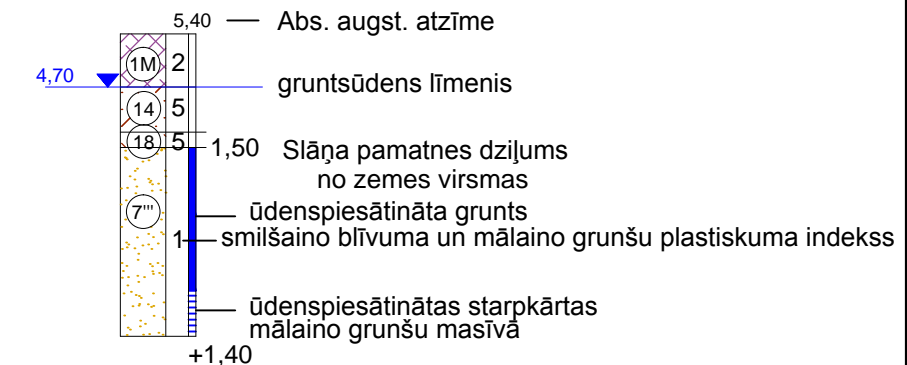 5,40 Abs. augst. atzīme
1M 2
4,70
gruntsūdens līmenis
14 5
18 5
1,50 Slāņa pamatnes dziļums
no zemes virsmas
7''' ūdenspiesātināta grunts
1 smilšaino blīvuma un mālaino grunšu plastiskuma indekss
ūdenspiesātinātas starpkārtas
mālaino grunšu masīvā
+1,40